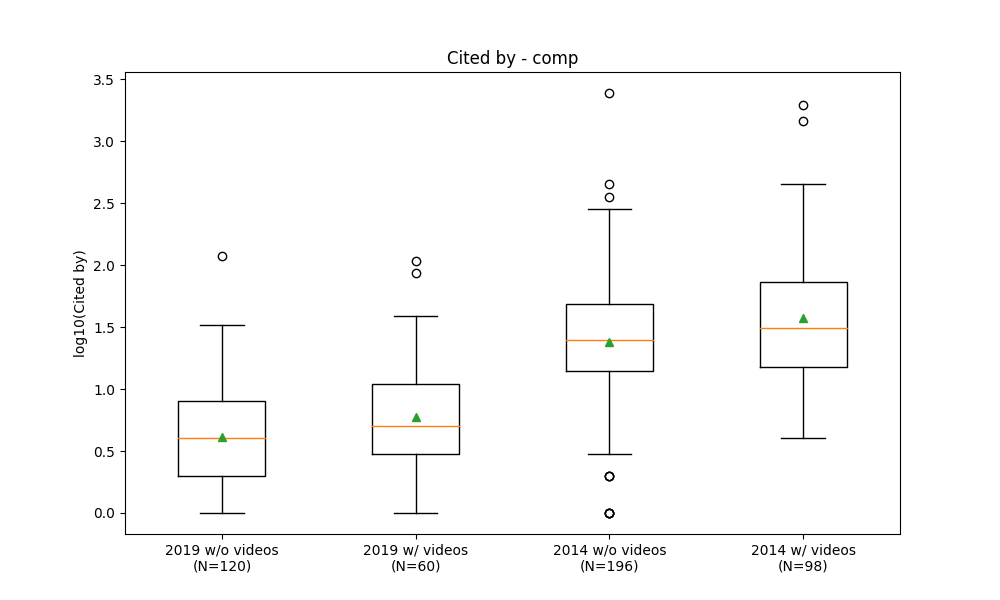 Cited by - comp
3.5
3.0
2.5
2.0
1.5
1.0
0.5
0.0
log10(Cited by)
2019 w/o videos
(N=120)
2019 w/ videos
(N=60)
2014 w/o videos
(N=196)
2014 w/ videos
(N=98)